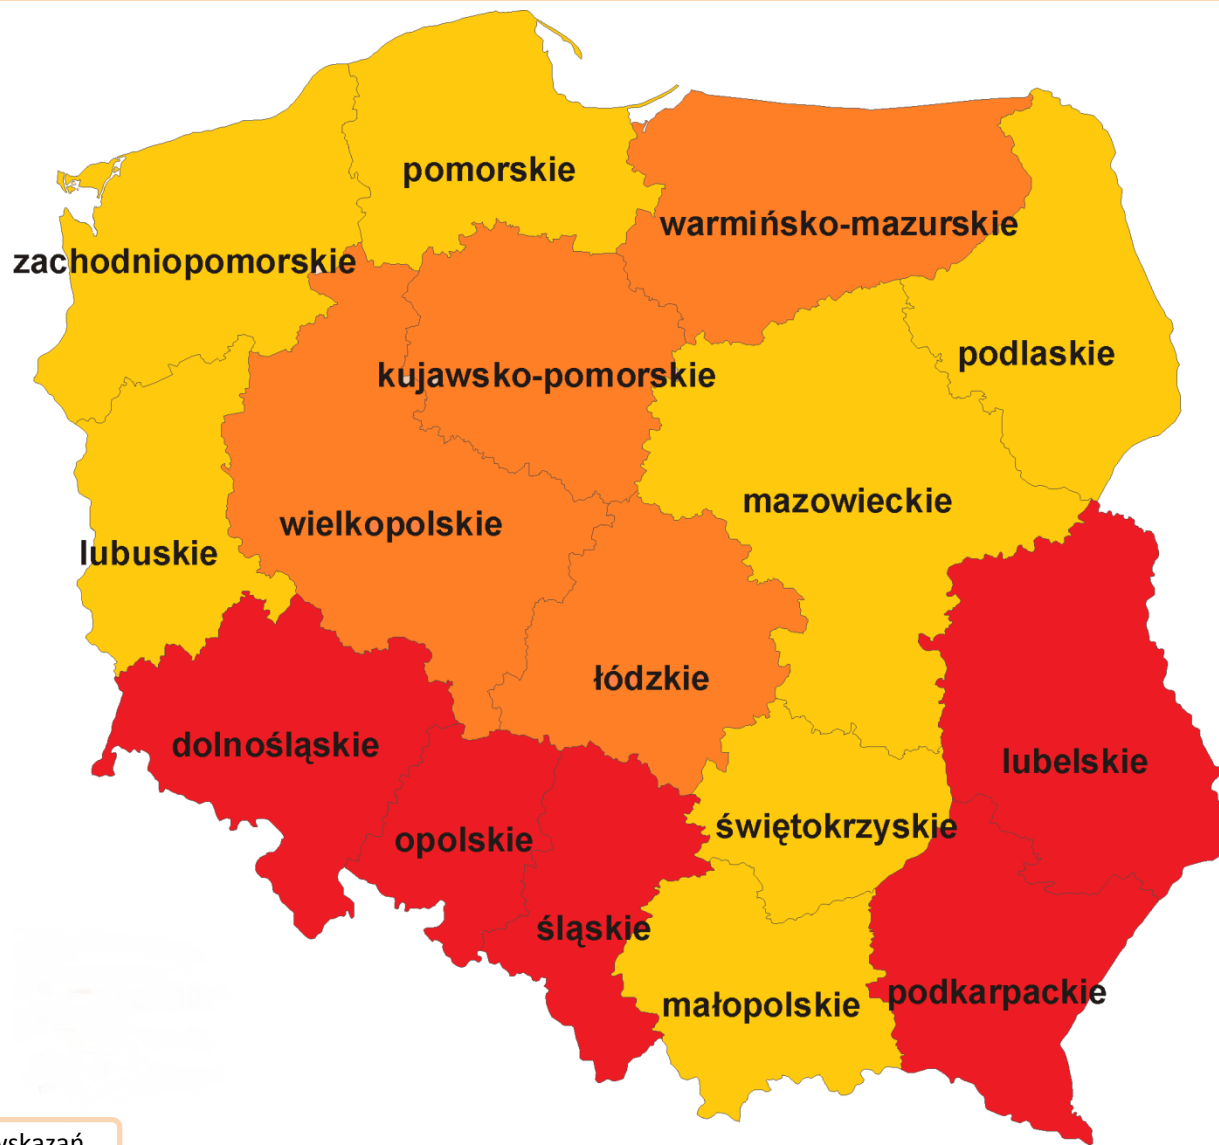 pomorskie
warmińsko-mazurskie
zachodniopomorskie
podlaskie
kujawsko-pomorskie
mazowieckie
wielkopolskie
lubuskie
łódzkie
dolnośląskie
lubelskie
świętokrzyskie
opolskie
śląskie
podkarpackie
małopolskie